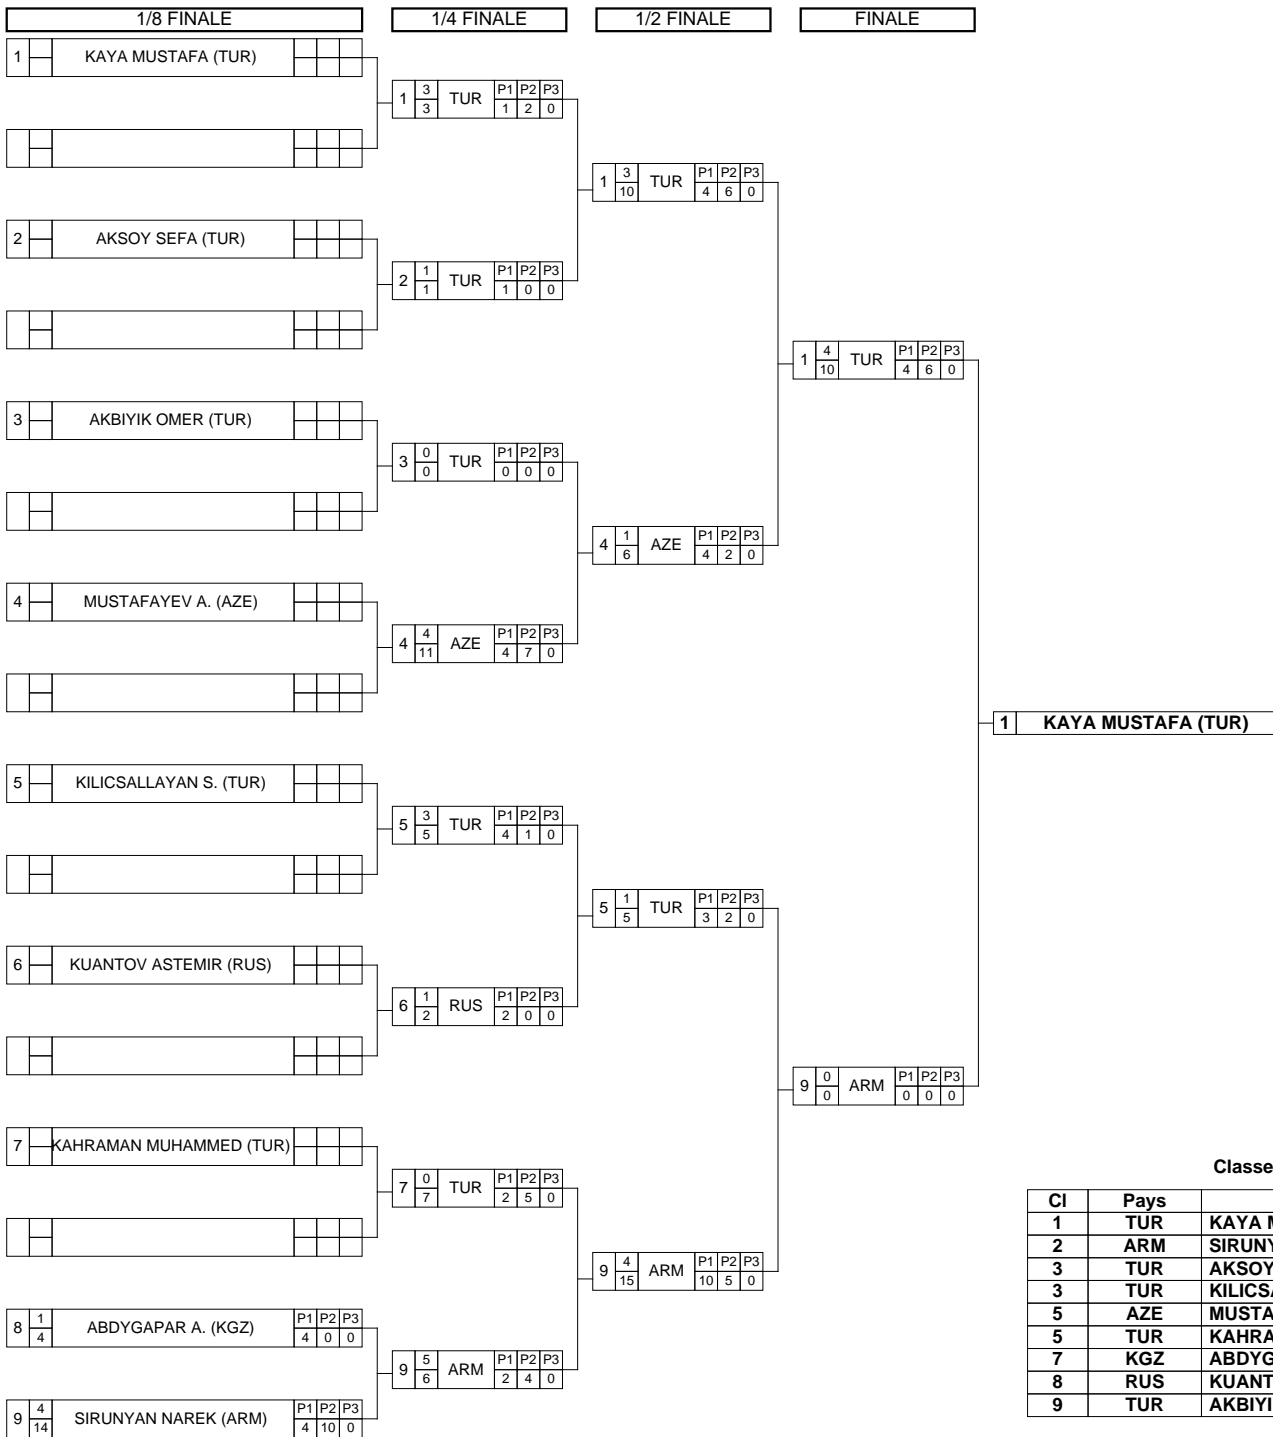 1/8 FINALE 1/4 FINALE 1/2 FINALE FINALE
1 KAYA MUSTAFA (TUR)
1 3 3 TUR P1 P2 P3 1 2 0
1 3 10 TUR P1 P2 P3 4 6 0
2 AKSOY SEFA (TUR)
2 1 1 TUR P1 P2 P3 1 0 0
1 4 10 TUR P1 P2 P3 4 6 0
3 AKBIYIK OMER (TUR)
3 0 0 TUR P1 P2 P3 0 0 0
4 1 6 AZE P1 P2 P3 4 2 0
4 MUSTAFAYEV A. (AZE)
4 4 11 AZE P1 P2 P3 4 7 0
1 KAYA MUSTAFA (TUR)
5 KILICSALLAYAN S. (TUR)
5 3 5 TUR P1 P2 P3 4 1 0
5 1 5 TUR P1 P2 P3 3 2 0
6 KUANTOV ASTEMIR (RUS)
6 1 2 RUS P1 P2 P3 2 0 0
9 0 0 ARM P1 P2 P3 0 0 0
7 KAHRAMAN MUHAMMED (TUR)
7 0 7 TUR P1 P2 P3 2 5 0
9 4 15 ARM P1 P2 P3 10 5 0
8 1 4 ABDYGAPAR A. (KGZ) P1 P2 P3 4 0 0
9 5 6 ARM P1 P2 P3 2 4 0
9 4 14 SIRUNYAN NAREK (ARM) P1 P2 P3 4 10 0
Classe
Cl Pays
1 TUR KAYA
2 ARM SIRUNY
3 TUR AKSOY
3 TUR KILICSA
5 AZE MUSTA
5 TUR KAHRA
7 KGZ ABDYG
8 RUS KUANT
9 TUR AKBIYI